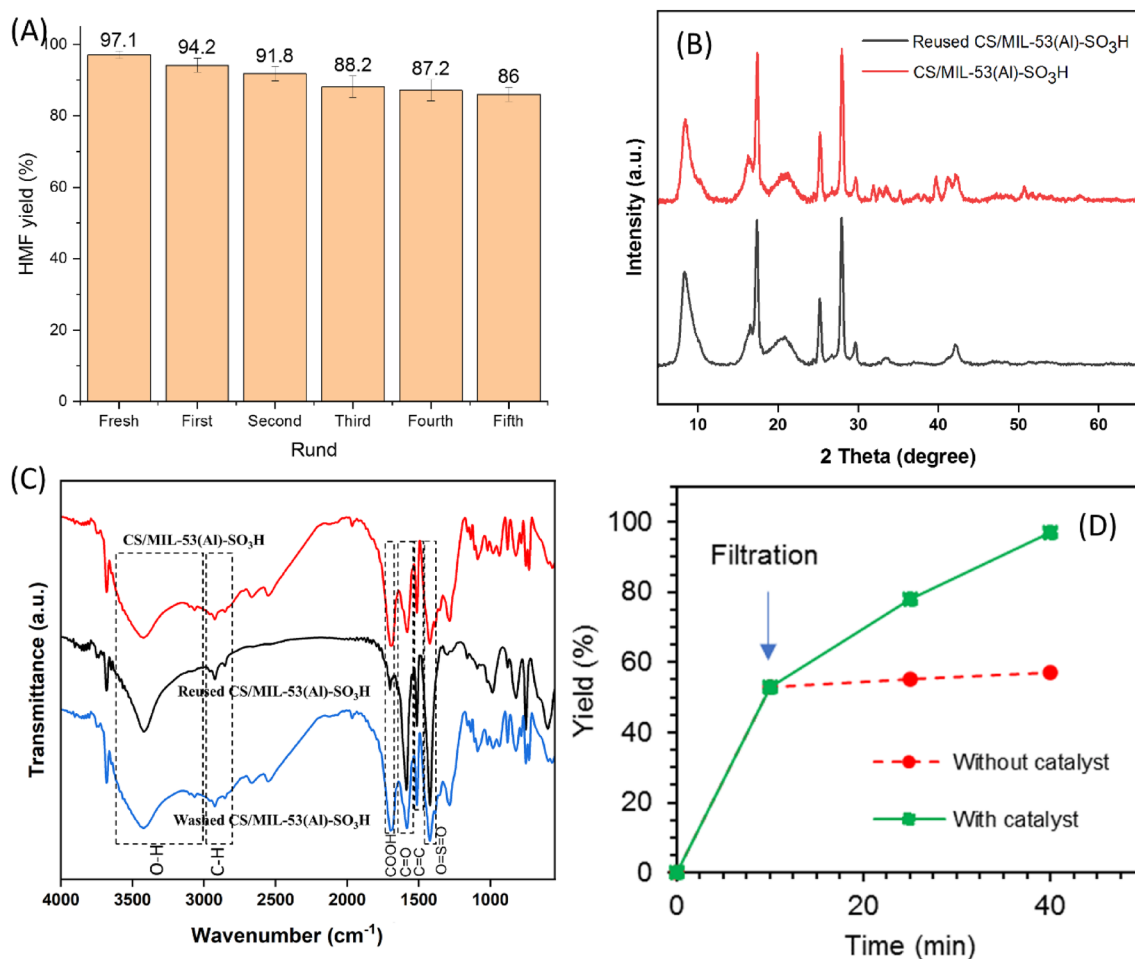 (A)
97.1
94.2
91.8
88.2
87.2
86
100
80
60
40
20
0
HMF yield (%)
Fresh
First
Second
Third
Fourth
Fifth
Rund
(B)
Reused CS/MIL-53(Al)-SO₃H
CS/MIL-53(Al)-SO₃H
Intensity (a.u.)
10
20
30
40
50
60
2 Theta (degree)
(C)
CS/MIL-53(Al)-SO₃H
Reused CS/MIL-53(Al)-SO₃H
Washed CS/MIL-53(Al)-SO₃H
Transmittance (a.u.)
O-H
C-H
COOH
C=O
C=C
O=S=O
4000
3500
3000
2500
2000
1500
1000
Wavenumber (cm⁻¹)
(D)
Filtration
100
80
60
40
20
0
Yield (%)
Without catalyst
With catalyst
0
20
40
Time (min)